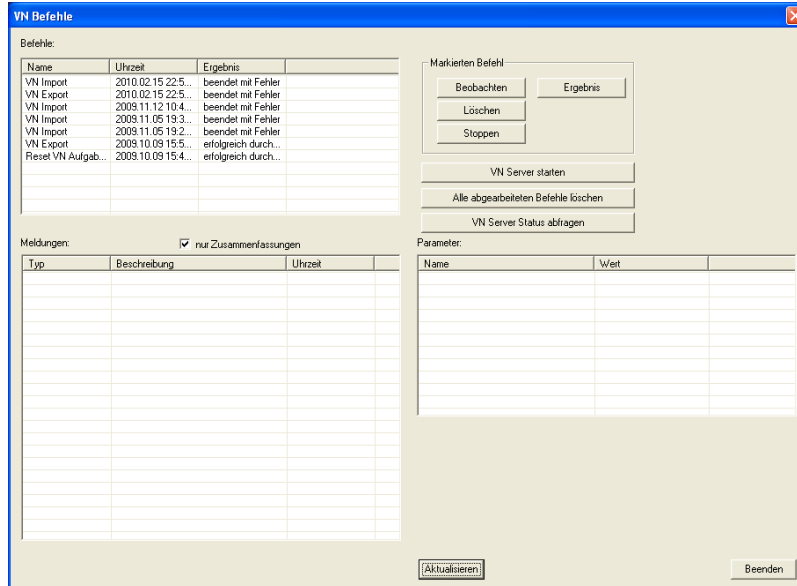 VN Befehle
Befehle:
Name Uhrzeit Ergebnis
VN Import 2010.02.15 22:5... beendet mit Fehler
VN Export 2010.02.15 22:5... beendet mit Fehler
VN Import 2009.11.12 10:4... beendet mit Fehler
VN Import 2009.11.05 19:3... beendet mit Fehler
VN Import 2009.11.05 19:2... beendet mit Fehler
VN Export 2009.10.09 15:5... erfolgreich durch...
Reset VN Aufgab... 2009.10.09 15:4... erfolgreich durch...
Markierten Befehl
Beobachten Ergebnis
Löschen
Stoppen
VN Server starten
Alle abgearbeiteten Befehle löschen
VN Server Status abfragen
Meldungen: nur Zusammenfassungen
Typ Beschreibung Uhrzeit
Parameter:
Name Wert
Aktualisieren Beenden